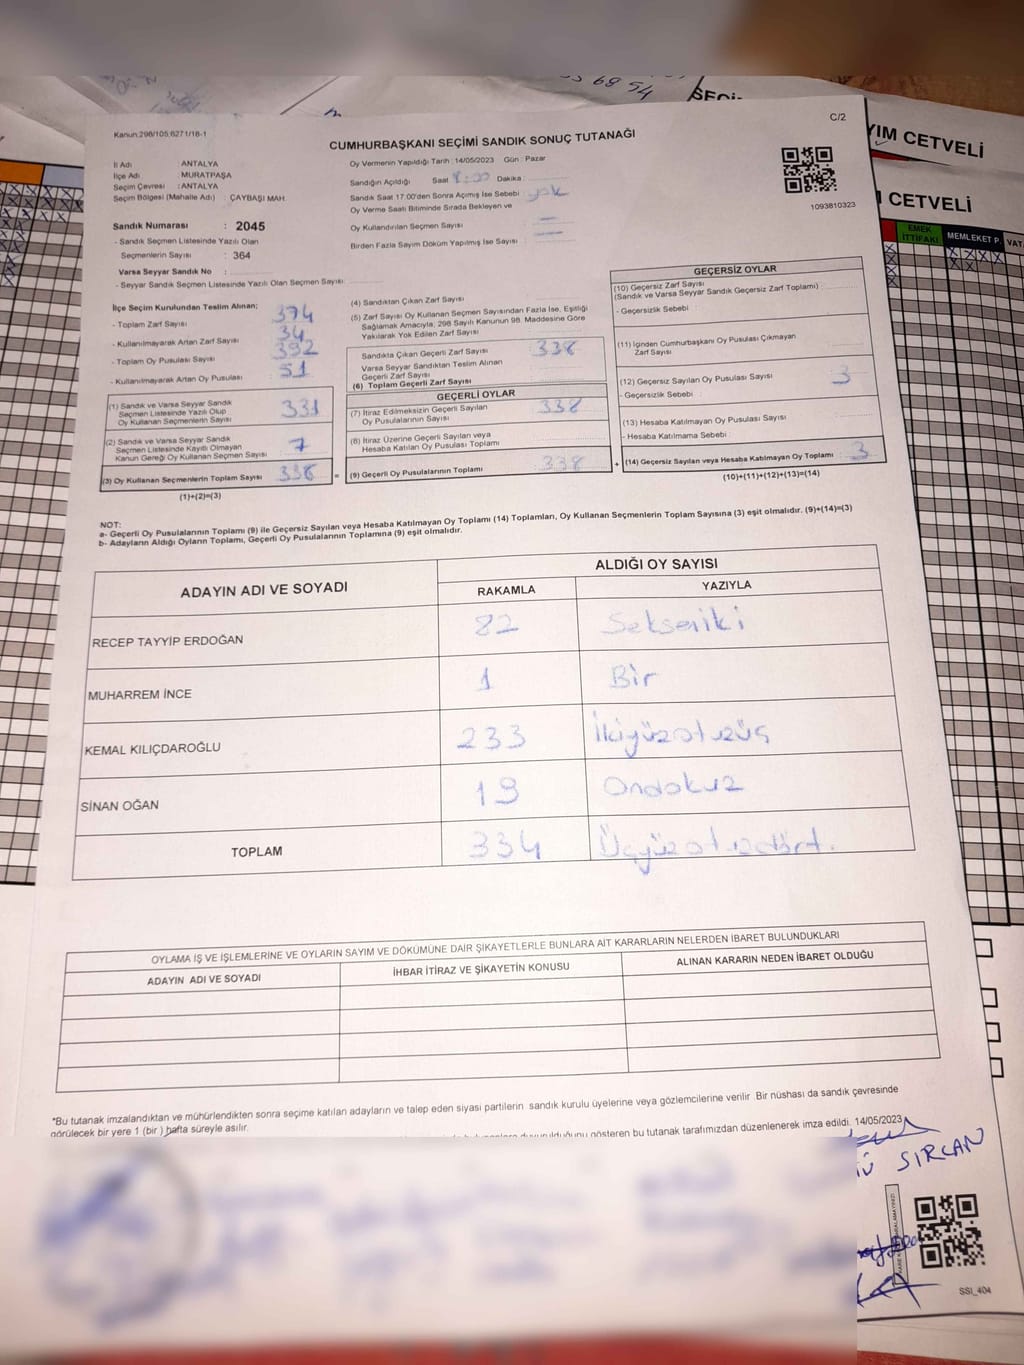 68 54
SEÇİ
YIM CETVELİ
CETVELİ
EMEK İTTİFAKI
MEMLEKET P.
VAT
Kanun:298/105,6271/18-1
C/2
CUMHURBAŞKANI SEÇİMİ SANDIK SONUÇ TUTANAĞI
İl Adı : ANTALYA
İlçe Adı : MURATPAŞA
Seçim Çevresi : ANTALYA
Seçim Bölgesi (Mahalle Adı) : ÇAYBAŞI MAH.
Oy Vermenin Yapıldığı Tarih : 14/05/2023 Gün : Pazar
Sandığın Açıldığı Saat 8:00 Dakika :
Sandık Saat 17.00'den Sonra Açımış İse Sebebi : yok
Oy Verme Saati Bitiminde Sırada Bekleyen ve
Oy Kullandırılan Seçmen Sayısı : —
Birden Fazla Sayım Döküm Yapılmış İse Sayısı : —
1093810323
Sandık Numarası : 2045
- Sandık Seçmen Listesinde Yazılı Olan
Seçmenlerin Sayısı : 364
Varsa Seyyar Sandık No :
- Seyyar Sandık Seçmen Listesinde Yazılı Olan Seçmen Sayısı:
İlçe Seçim Kurulundan Teslim Alınan;
- Toplam Zarf Sayısı : 374
- Kullanılmayarak Artan Zarf Sayısı : 34
- Toplam Oy Pusulası Sayısı : 392
- Kullanılmayarak Artan Oy Pusulası : 51
(1) Sandık ve Varsa Seyyar Sandık
Seçmen Listesinde Yazılı Olup
Oy Kullanan Seçmenlerin Sayısı : 331
(2) Sandık ve Varsa Seyyar Sandık
Seçmen Listesinde Kayıtlı Olmayan
Kanun Gereği Oy Kullanan Seçmen Sayısı : 7
(3) Oy Kullanan Seçmenlerin Toplam Sayısı : 338
(1)+(2)=(3)
=
(4) Sandıktan Çıkan Zarf Sayısı
(5) Zarf Sayısı Oy Kullanan Seçmen Sayısından Fazla İse, Eşitliği
Sağlamak Amacıyla, 298 Sayılı Kanunun 98. Maddesine Göre
Yakılarak Yok Edilen Zarf Sayısı
Sandıkta Çıkan Geçerli Zarf Sayısı : 338
Varsa Seyyar Sandıktan Teslim Alınan
Geçerli Zarf Sayısı :
(6) Toplam Geçerli Zarf Sayısı :
GEÇERLİ OYLAR
(7) İtiraz Edilmeksizin Geçerli Sayılan
Oy Pusulalarının Sayısı : 338
(8) İtiraz Üzerine Geçerli Sayılan veya
Hesaba Katılan Oy Pusulası Toplamı
(9) Geçerli Oy Pusulalarının Toplamı : 338
+
GEÇERSİZ OYLAR
(10) Geçersiz Zarf Sayısı
(Sandık ve Varsa Seyyar Sandık Geçersiz Zarf Toplamı) :
- Geçersizlik Sebebi :
(11) İçinden Cumhurbaşkanı Oy Pusulası Çıkmayan
Zarf Sayısı :
(12) Geçersiz Sayılan Oy Pusulası Sayısı : 3
- Geçersizlik Sebebi :
(13) Hesaba Katılmayan Oy Pusulası Sayısı :
- Hesaba Katılmama Sebebi :
(14) Geçersiz Sayılan veya Hesaba Katılmayan Oy Toplamı : 3
(10)+(11)+(12)+(13)=(14)
NOT:
a- Geçerli Oy Pusulalarının Toplamı (9) ile Geçersiz Sayılan veya Hesaba Katılmayan Oy Toplamı (14) Toplamları, Oy Kullanan Seçmenlerin Toplam Sayısına (3) eşit olmalıdır. (9)+(14)=(3)
b- Adayların Aldığı Oyların Toplamı, Geçerli Oy Pusulalarının Toplamına (9) eşit olmalıdır.
ADAYIN ADI VE SOYADI
ALDIĞI OY SAYISI
RAKAMLA YAZIYLA
RECEP TAYYİP ERDOĞAN 82 Sekseniki
MUHARREM İNCE 1 Bir
KEMAL KILIÇDAROĞLU 233 İkiyüzotuzüç
SİNAN OĞAN 19 Ondokuz
TOPLAM 334 Üçyüzotuzdört.
OYLAMA İŞ VE İŞLEMLERİNE VE OYLARIN SAYIM VE DÖKÜMÜNE DAİR ŞİKAYETLERLE BUNLARA AİT KARARLARIN NELERDEN İBARET BULUNDUKLARI
ADAYIN ADI VE SOYADI İHBAR İTİRAZ VE ŞİKAYETİN KONUSU ALINAN KARARIN NEDEN İBARET OLDUĞU
*Bu tutanak imzalandıktan ve mühürlendikten sonra seçime katılan adayların ve talep eden siyasi partilerin sandık kurulu üyelerine veya gözlemcilerine verilir Bir nüshası da sandık çevresinde
görülecek bir yere 1 (bir ) hafta süreyle asılır.
duyurulduğunu gösteren bu tutanak tarafımızdan düzenlenerek imza edildi. 14/05/2023
SIRCAN
SSI_404